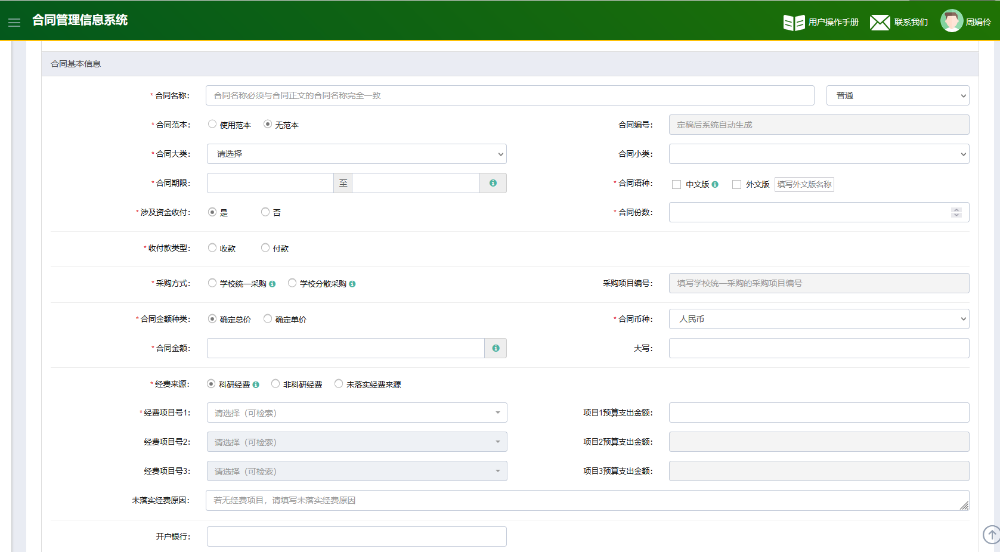 合同管理信息系统
用户操作手册 联系我们 周娟伶
合同基本信息
* 合同名称: 合同名称必须与合同正文的合同名称完全一致 普通
* 合同范本: 使用范本 无范本 合同编号: 定稿后系统自动生成
* 合同大类: 请选择 合同小类:
* 合同期限: 至 * 合同语种: 中文版 外文版 填写外文版名称
* 涉及资金收付: 是 否 * 合同份数:
* 收付款类型: 收款 付款
* 采购方式: 学校统一采购 学校分散采购 采购项目编号: 填写学校统一采购的采购项目编号
* 合同金额种类: 确定总价 确定单价 * 合同币种: 人民币
* 合同金额: 大写:
* 经费来源: 科研经费 非科研经费 未落实经费来源
* 经费项目号1: 请选择（可检索） 项目1预算支出金额:
经费项目号2: 请选择（可检索） 项目2预算支出金额:
经费项目号3: 请选择（可检索） 项目3预算支出金额:
未落实经费原因: 若无经费项目，请填写未落实经费原因
开户银行: